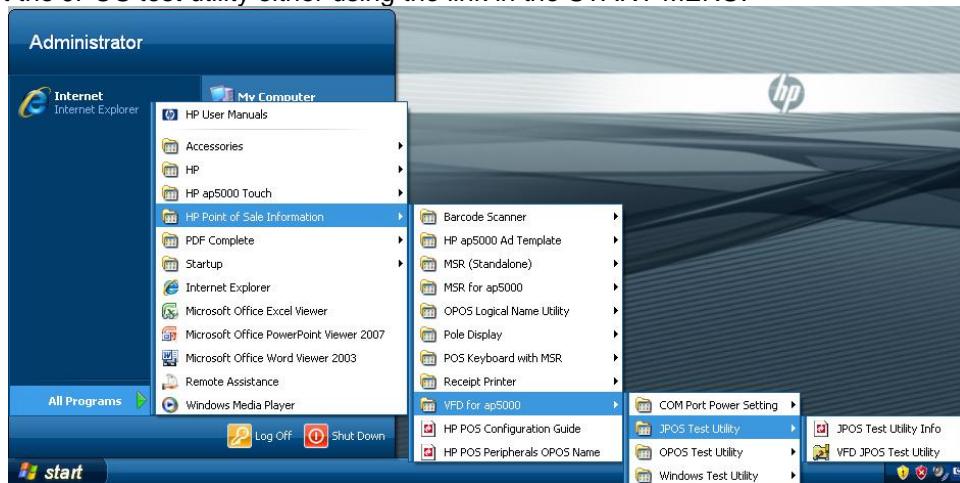 the JPOS test utility either using the link in the START MENU.
Administrator
Internet
Internet Explorer
My Computer
hp
HP User Manuals
Accessories
HP
HP ap5000 Touch
HP Point of Sale Information
PDF Complete
Startup
Internet Explorer
Microsoft Office Excel Viewer
Microsoft Office PowerPoint Viewer 2007
Microsoft Office Word Viewer 2003
Remote Assistance
Windows Media Player
All Programs
Log Off
Shut Down
start
Barcode Scanner
HP ap5000 Ad Template
MSR (Standalone)
MSR for ap5000
OPOS Logical Name Utility
Pole Display
POS Keyboard with MSR
Receipt Printer
VFD for ap5000
HP POS Configuration Guide
HP POS Peripherals OPOS Name
COM Port Power Setting
JPOS Test Utility
OPOS Test Utility
Windows Test Utility
JPOS Test Utility Info
VFD JPOS Test Utility